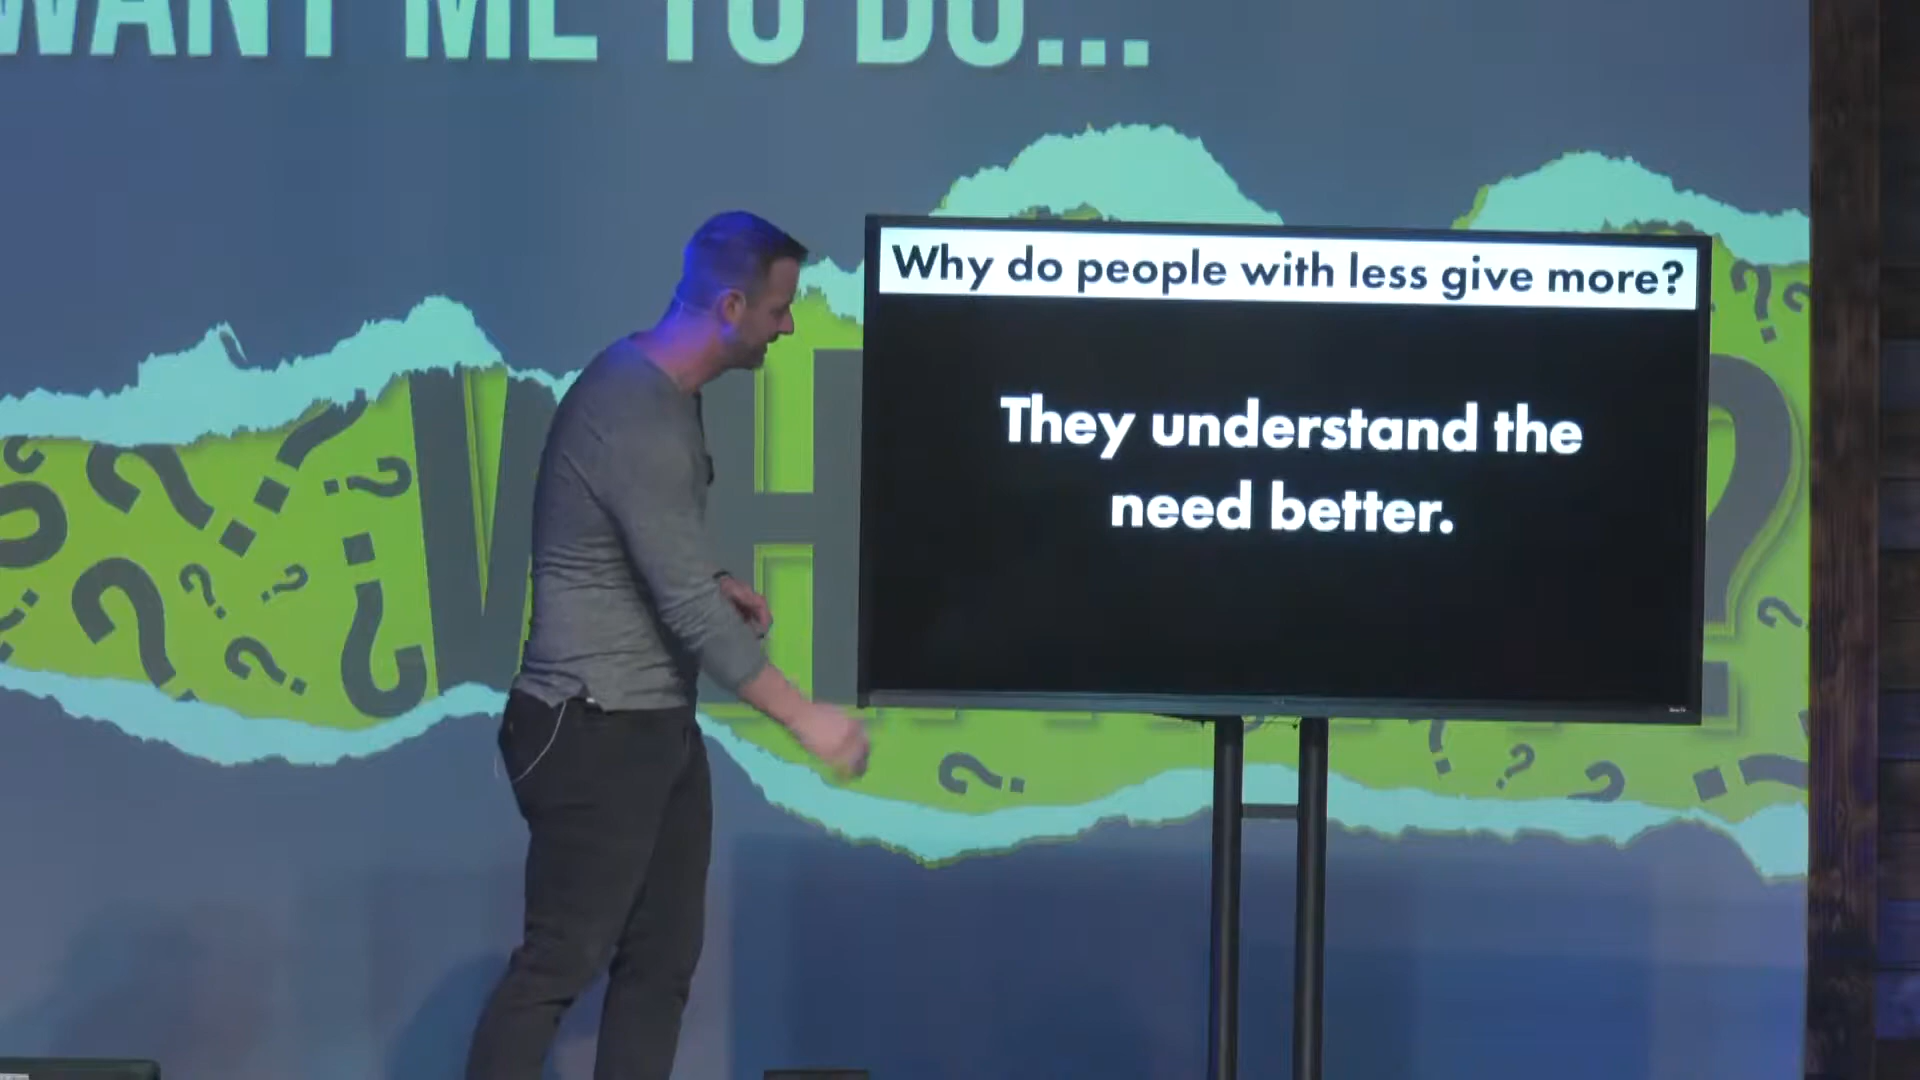 WANT ME TO DO...
Why do people with less give more?
They understand the
need better.